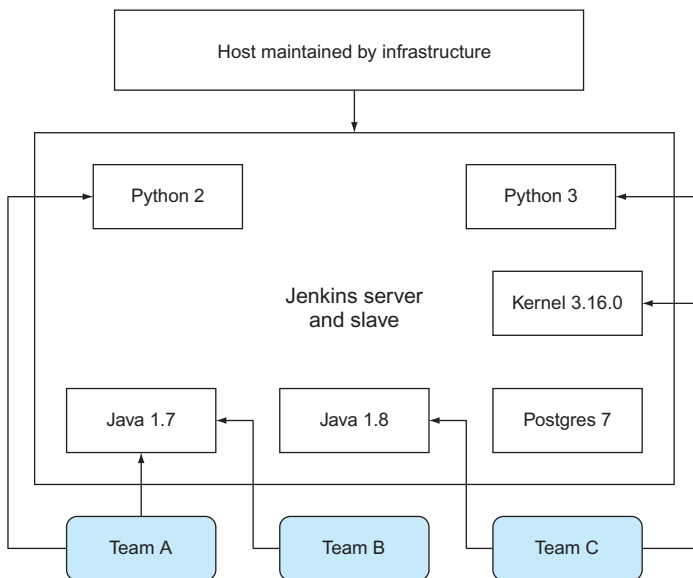 Host maintained by infrastructure
Python 2
Python 3
Jenkins server
and slave
Kernel 3.16.0
Java 1.7
Java 1.8
Postgres 7
Team A
Team B
Team C